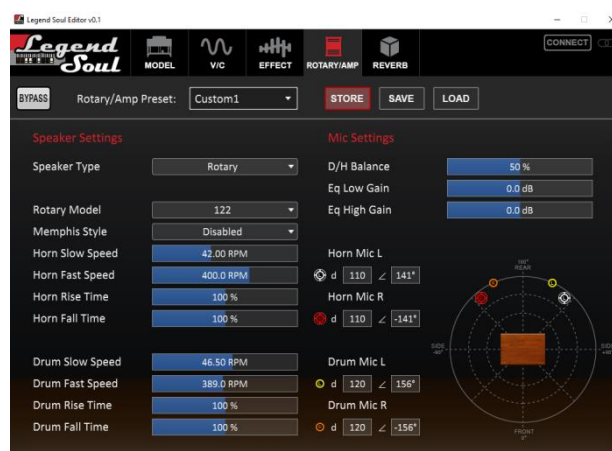 Legend Soul Editor v0.1
Legend Soul
MODEL V/C EFFECT ROTARY/AMP REVERB
CONNECT
BYPASS Rotary/Amp Preset: Custom1 STORE SAVE LOAD
Speaker Settings
Speaker Type Rotary
Rotary Model 122
Memphis Style Disabled
Horn Slow Speed 42.00 RPM
Horn Fast Speed 400.0 RPM
Horn Rise Time 100 %
Horn Fall Time 100 %
Drum Slow Speed 46.50 RPM
Drum Fast Speed 389.0 RPM
Drum Rise Time 100 %
Drum Fall Time 100 %
Mic Settings
D/H Balance 50 %
Eq Low Gain 0.0 dB
Eq High Gain 0.0 dB
Horn Mic L
d 110 ∠ 141°
Horn Mic R
d 110 ∠ -141°
Drum Mic L
L d 120 ∠ 156°
Drum Mic R
d 120 ∠ -156°
180°
REAR
SIDE
SIDE
FRONT
0°